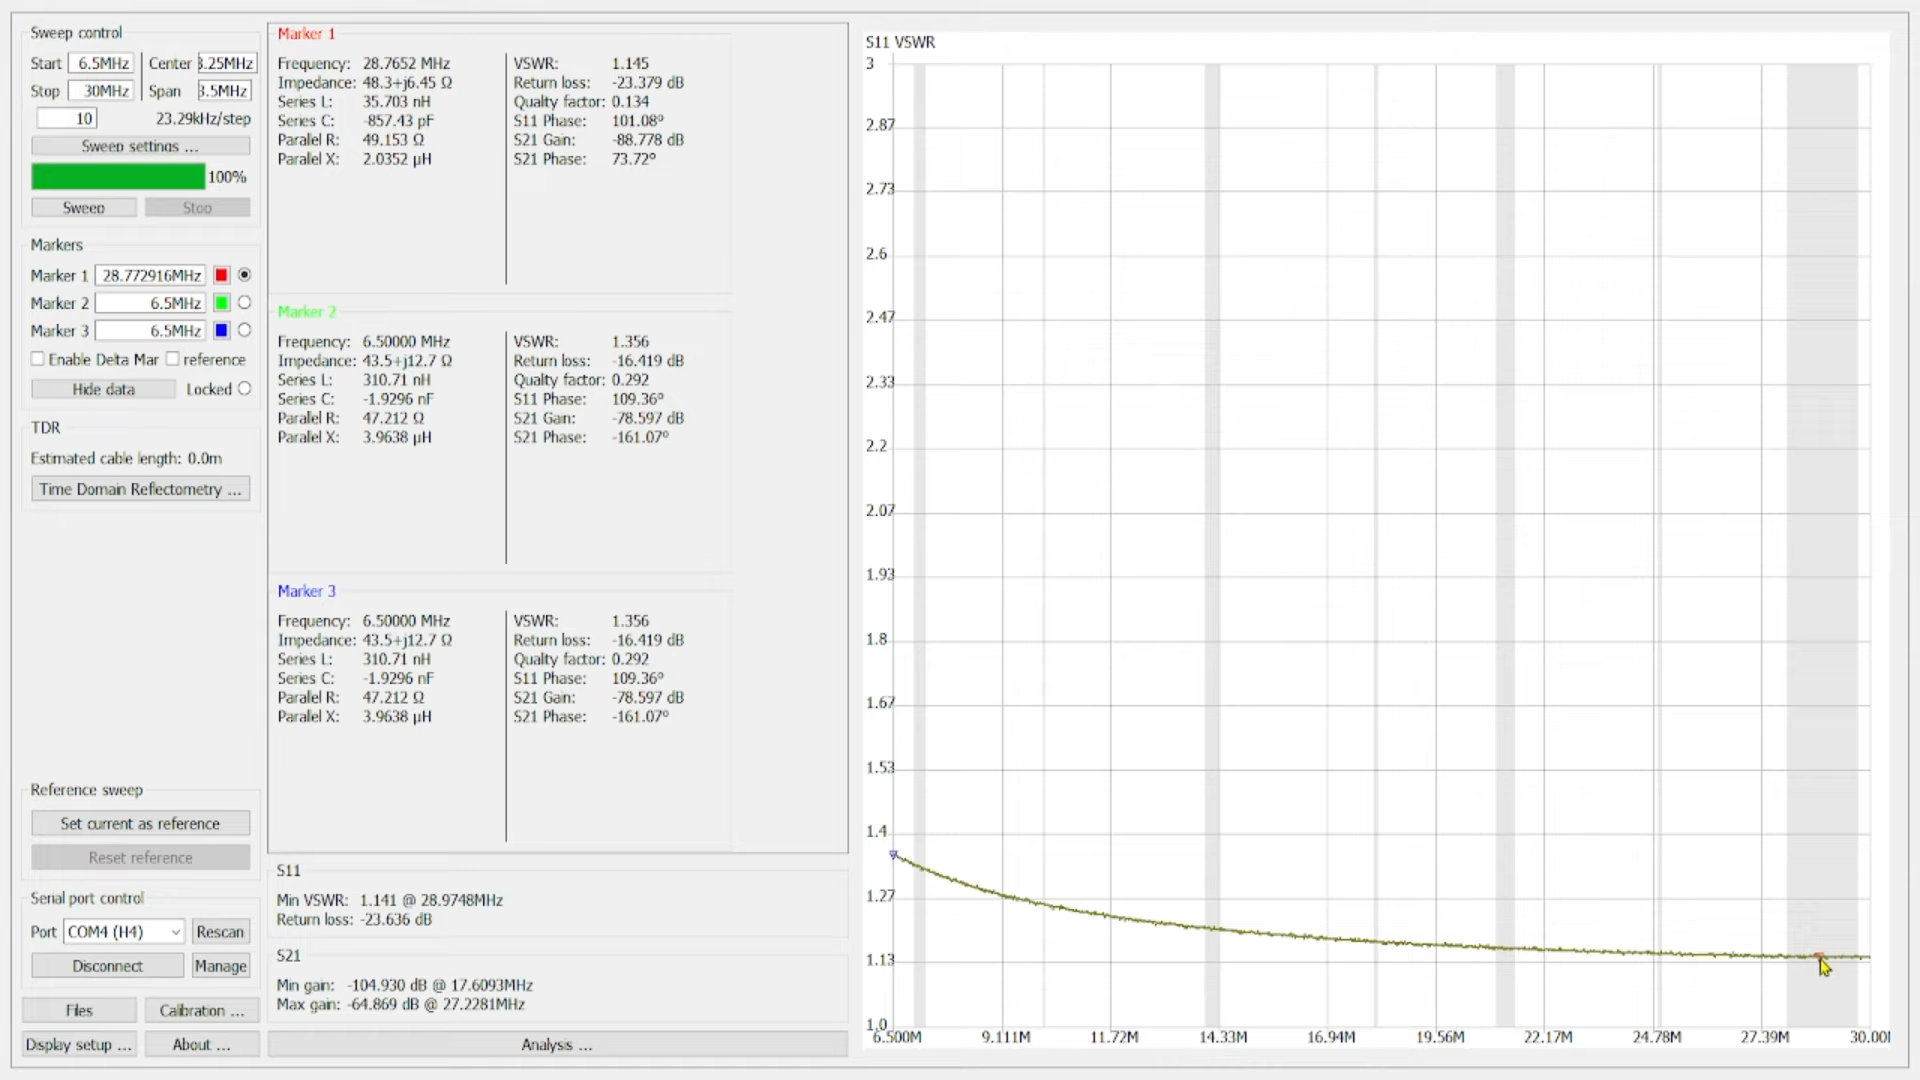 Sweep control
Start 6.5MHz Center 3.25MHz
Stop 30MHz Span 3.5MHz
10 23.29kHz/step
Sweep settings ...
100%
Sweep Stop
Markers
Marker 1 28.772916MHz
Marker 2 6.5MHz
Marker 3 6.5MHz
Enable Delta Mar reference
Hide data Locked
TDR
Estimated cable length: 0.0m
Time Domain Reflectometry ...
Reference sweep
Set current as reference
Reset reference
Serial port control
Port COM4 (H4) Rescan
Disconnect Manage
Files Calibration ...
Display setup ... About ...
Marker 1
Frequency: 28.7652 MHz
Impedance: 48.3+j6.45 Ω
Series L: 35.703 nH
Series C: -857.43 pF
Parallel R: 49.153 Ω
Parallel X: 2.0352 μH
VSWR: 1.145
Return loss: -23.379 dB
Quality factor: 0.134
S11 Phase: 101.08°
S21 Gain: -88.778 dB
S21 Phase: 73.72°
Marker 2
Frequency: 6.50000 MHz
Impedance: 43.5+j12.7 Ω
Series L: 310.71 nH
Series C: -1.9296 nF
Parallel R: 47.212 Ω
Parallel X: 3.9638 μH
VSWR: 1.356
Return loss: -16.419 dB
Quality factor: 0.292
S11 Phase: 109.36°
S21 Gain: -78.597 dB
S21 Phase: -161.07°
Marker 3
Frequency: 6.50000 MHz
Impedance: 43.5+j12.7 Ω
Series L: 310.71 nH
Series C: -1.9296 nF
Parallel R: 47.212 Ω
Parallel X: 3.9638 μH
VSWR: 1.356
Return loss: -16.419 dB
Quality factor: 0.292
S11 Phase: 109.36°
S21 Gain: -78.597 dB
S21 Phase: -161.07°
S11
Min VSWR: 1.141 @ 28.9748MHz
Return loss: -23.636 dB
S21
Min gain: -104.930 dB @ 17.6093MHz
Max gain: -64.869 dB @ 27.2281MHz
Analysis ...
S11 VSWR
3
2.87
2.73
2.6
2.47
2.33
2.2
2.07
1.93
1.8
1.67
1.53
1.4
1.27
1.13
1.0
6.500M 9.111M 11.72M 14.33M 16.94M 19.56M 22.17M 24.78M 27.39M 30.00